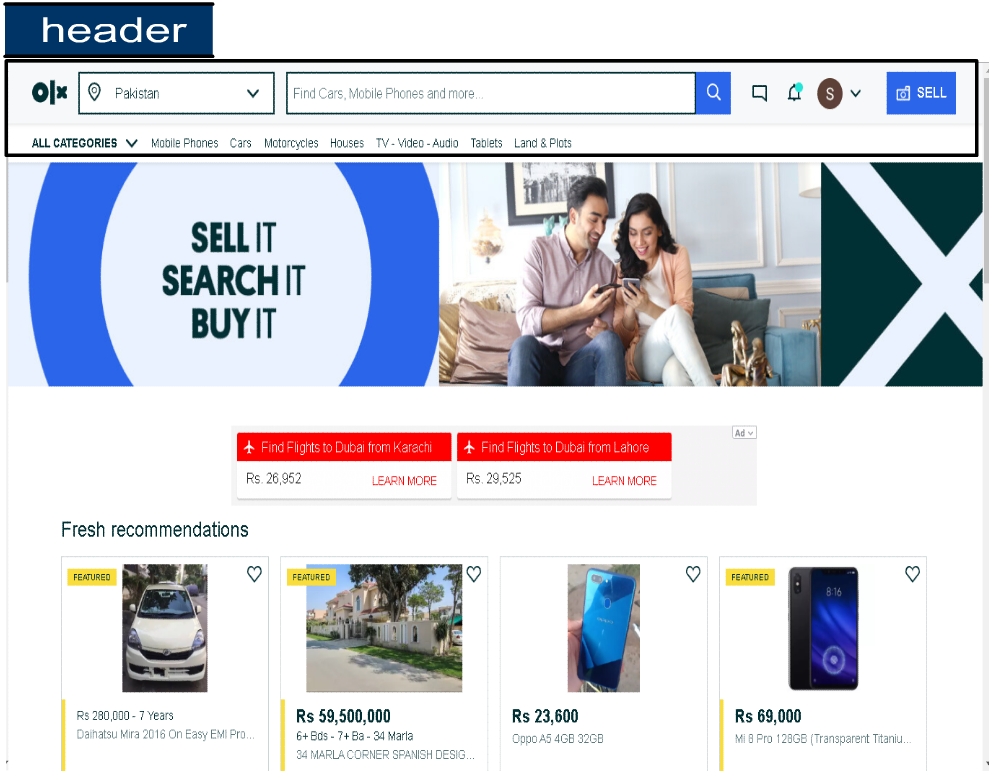 header
olx
Pakistan
Find Cars, Mobile Phones and more...
S
SELL
ALL CATEGORIES Mobile Phones Cars Motorcycles Houses TV - Video - Audio Tablets Land & Plots
SELL IT
SEARCH IT
BUY IT
Ad
Find Flights to Dubai from Karachi
Rs. 26,952 LEARN MORE
Find Flights to Dubai from Lahore
Rs. 29,525 LEARN MORE
Fresh recommendations
FEATURED
Rs 280,000 - 7 Years
Daihatsu Mira 2016 On Easy EMI Pro...
FEATURED
Rs 59,500,000
6+ Bds - 7+ Ba - 34 Marla
34 MARLA CORNER SPANISH DESIG...
Rs 23,600
Oppo A5 4GB 32GB
FEATURED
8:16
Rs 69,000
Mi 8 Pro 128GB (Transparent Titaniu...